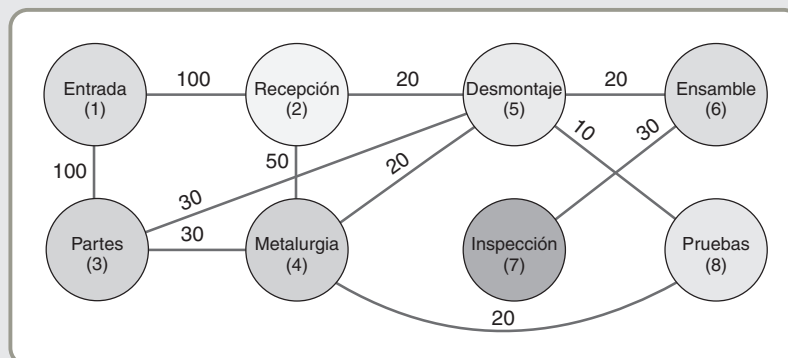 Entrada
(1)
100
Recepción
(2)
20
Desmontaje
(5)
20
Ensamble
(6)
100
50
30
20
10
30
Partes
(3)
30
Metalurgia
(4)
Inspección
(7)
Pruebas
(8)
20